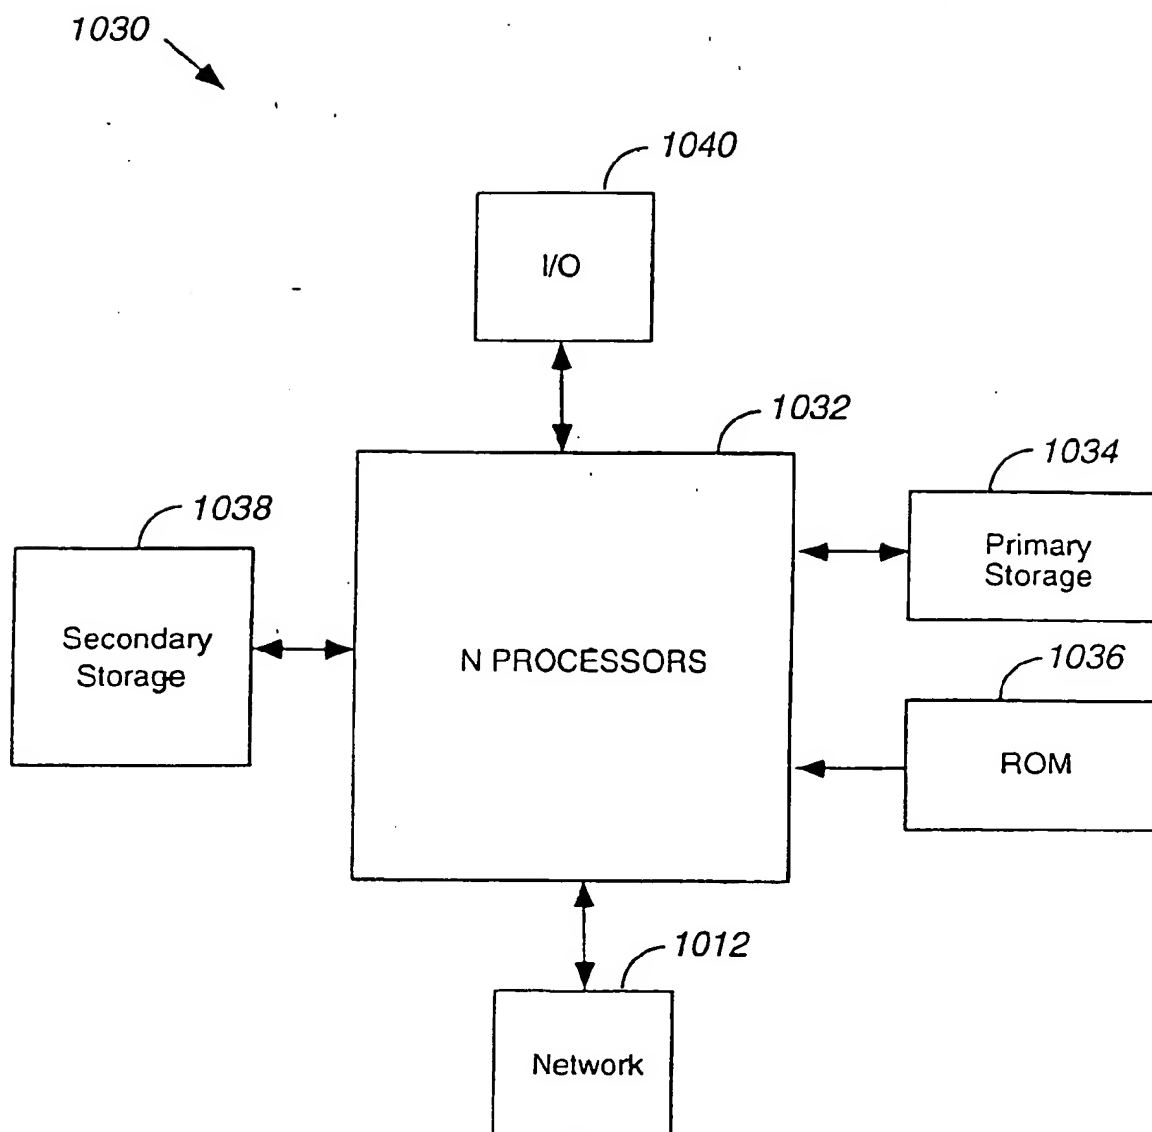 1030
1040
I/O
1032
1034
1038
Primary
Storage
Secondary
Storage
N PROCESSORS
1036
ROM
1012
Network